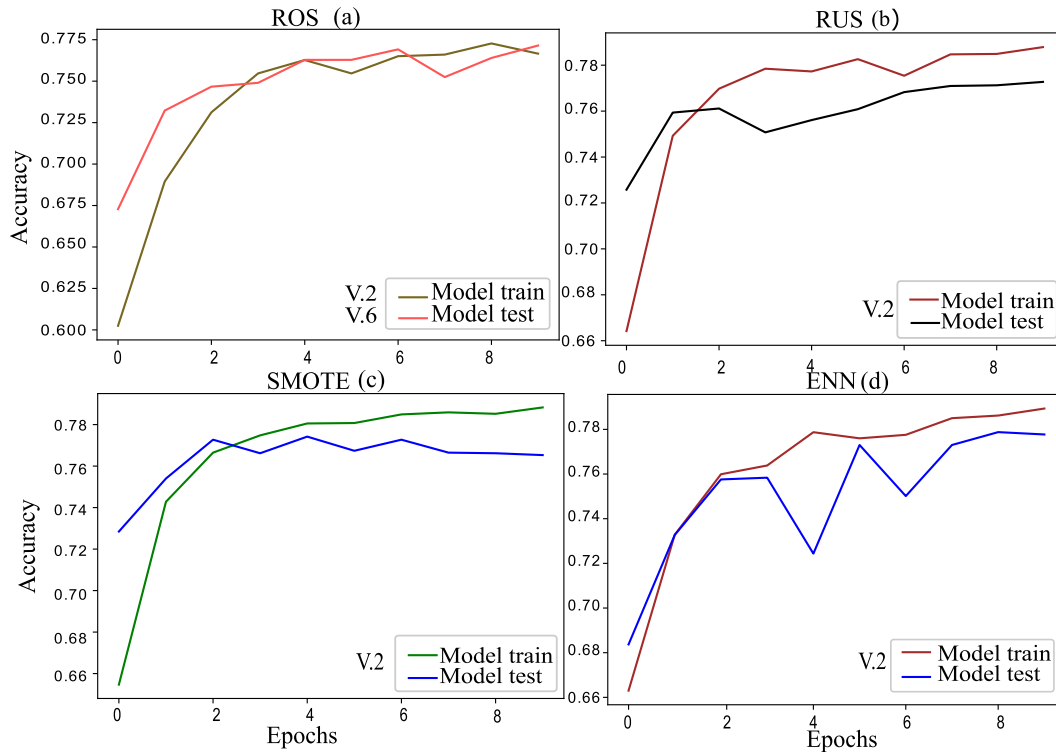 ROS (a)
RUS (b)
0.775
0.750
0.725
0.700
0.675
0.650
0.625
0.600
Accuracy
V.2 Model train
V.6 Model test
0 2 4 6 8
0.78
0.76
0.74
0.72
0.70
0.68
0.66
V.2 Model train
Model test
0 2 4 6 8
SMOTE (c)
ENN (d)
0.78
0.76
0.74
0.72
0.70
0.68
0.66
Accuracy
V.2 Model train
Model test
0 2 4 6 8
Epochs
0.78
0.76
0.74
0.72
0.70
0.68
0.66
V.2 Model train
Model test
0 2 4 6 8
Epochs